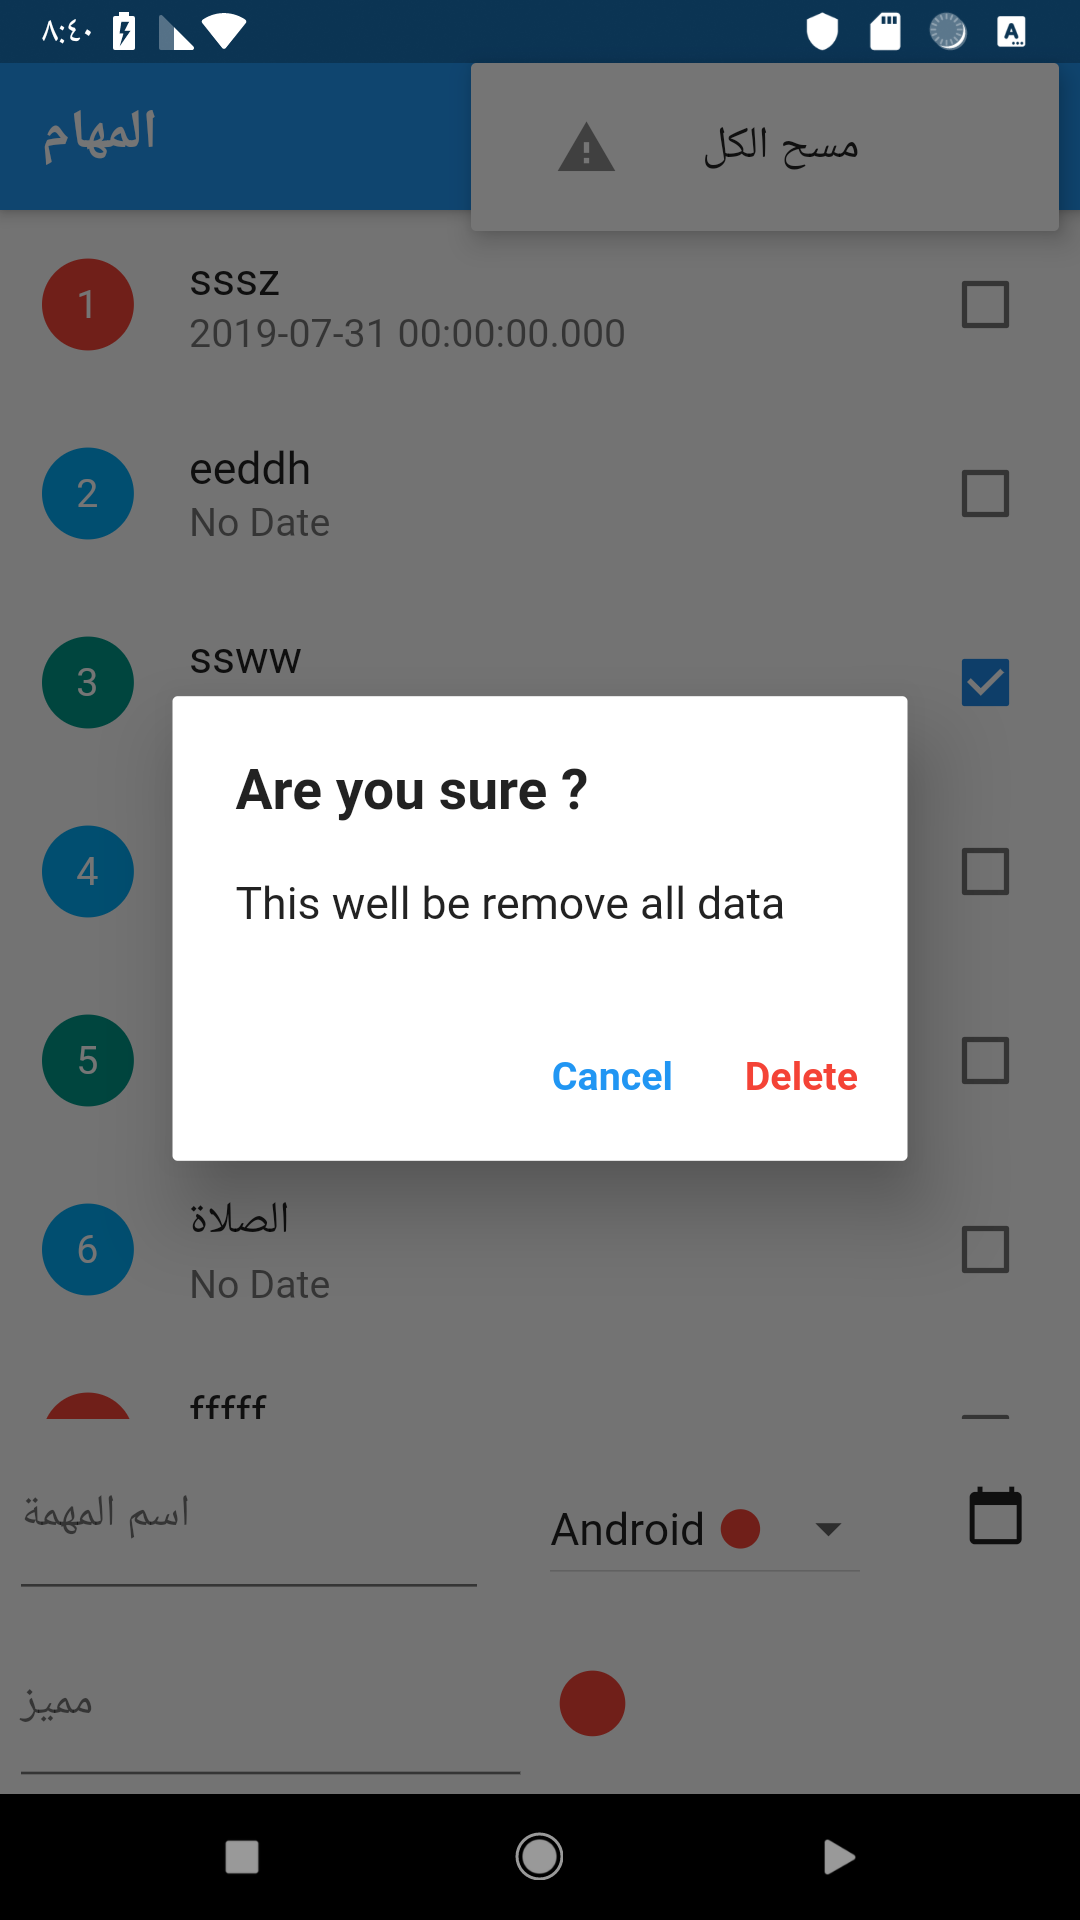 ٨:٤٠
المهام
مسح الكل
1
sssz
2019-07-31 00:00:00.000
2
eeddh
No Date
3
ssww
Are you sure ?
This well be remove all data
Cancel
Delete
4
5
6
الصلاة
No Date
fffff
اسم المهمة
Android
مميز